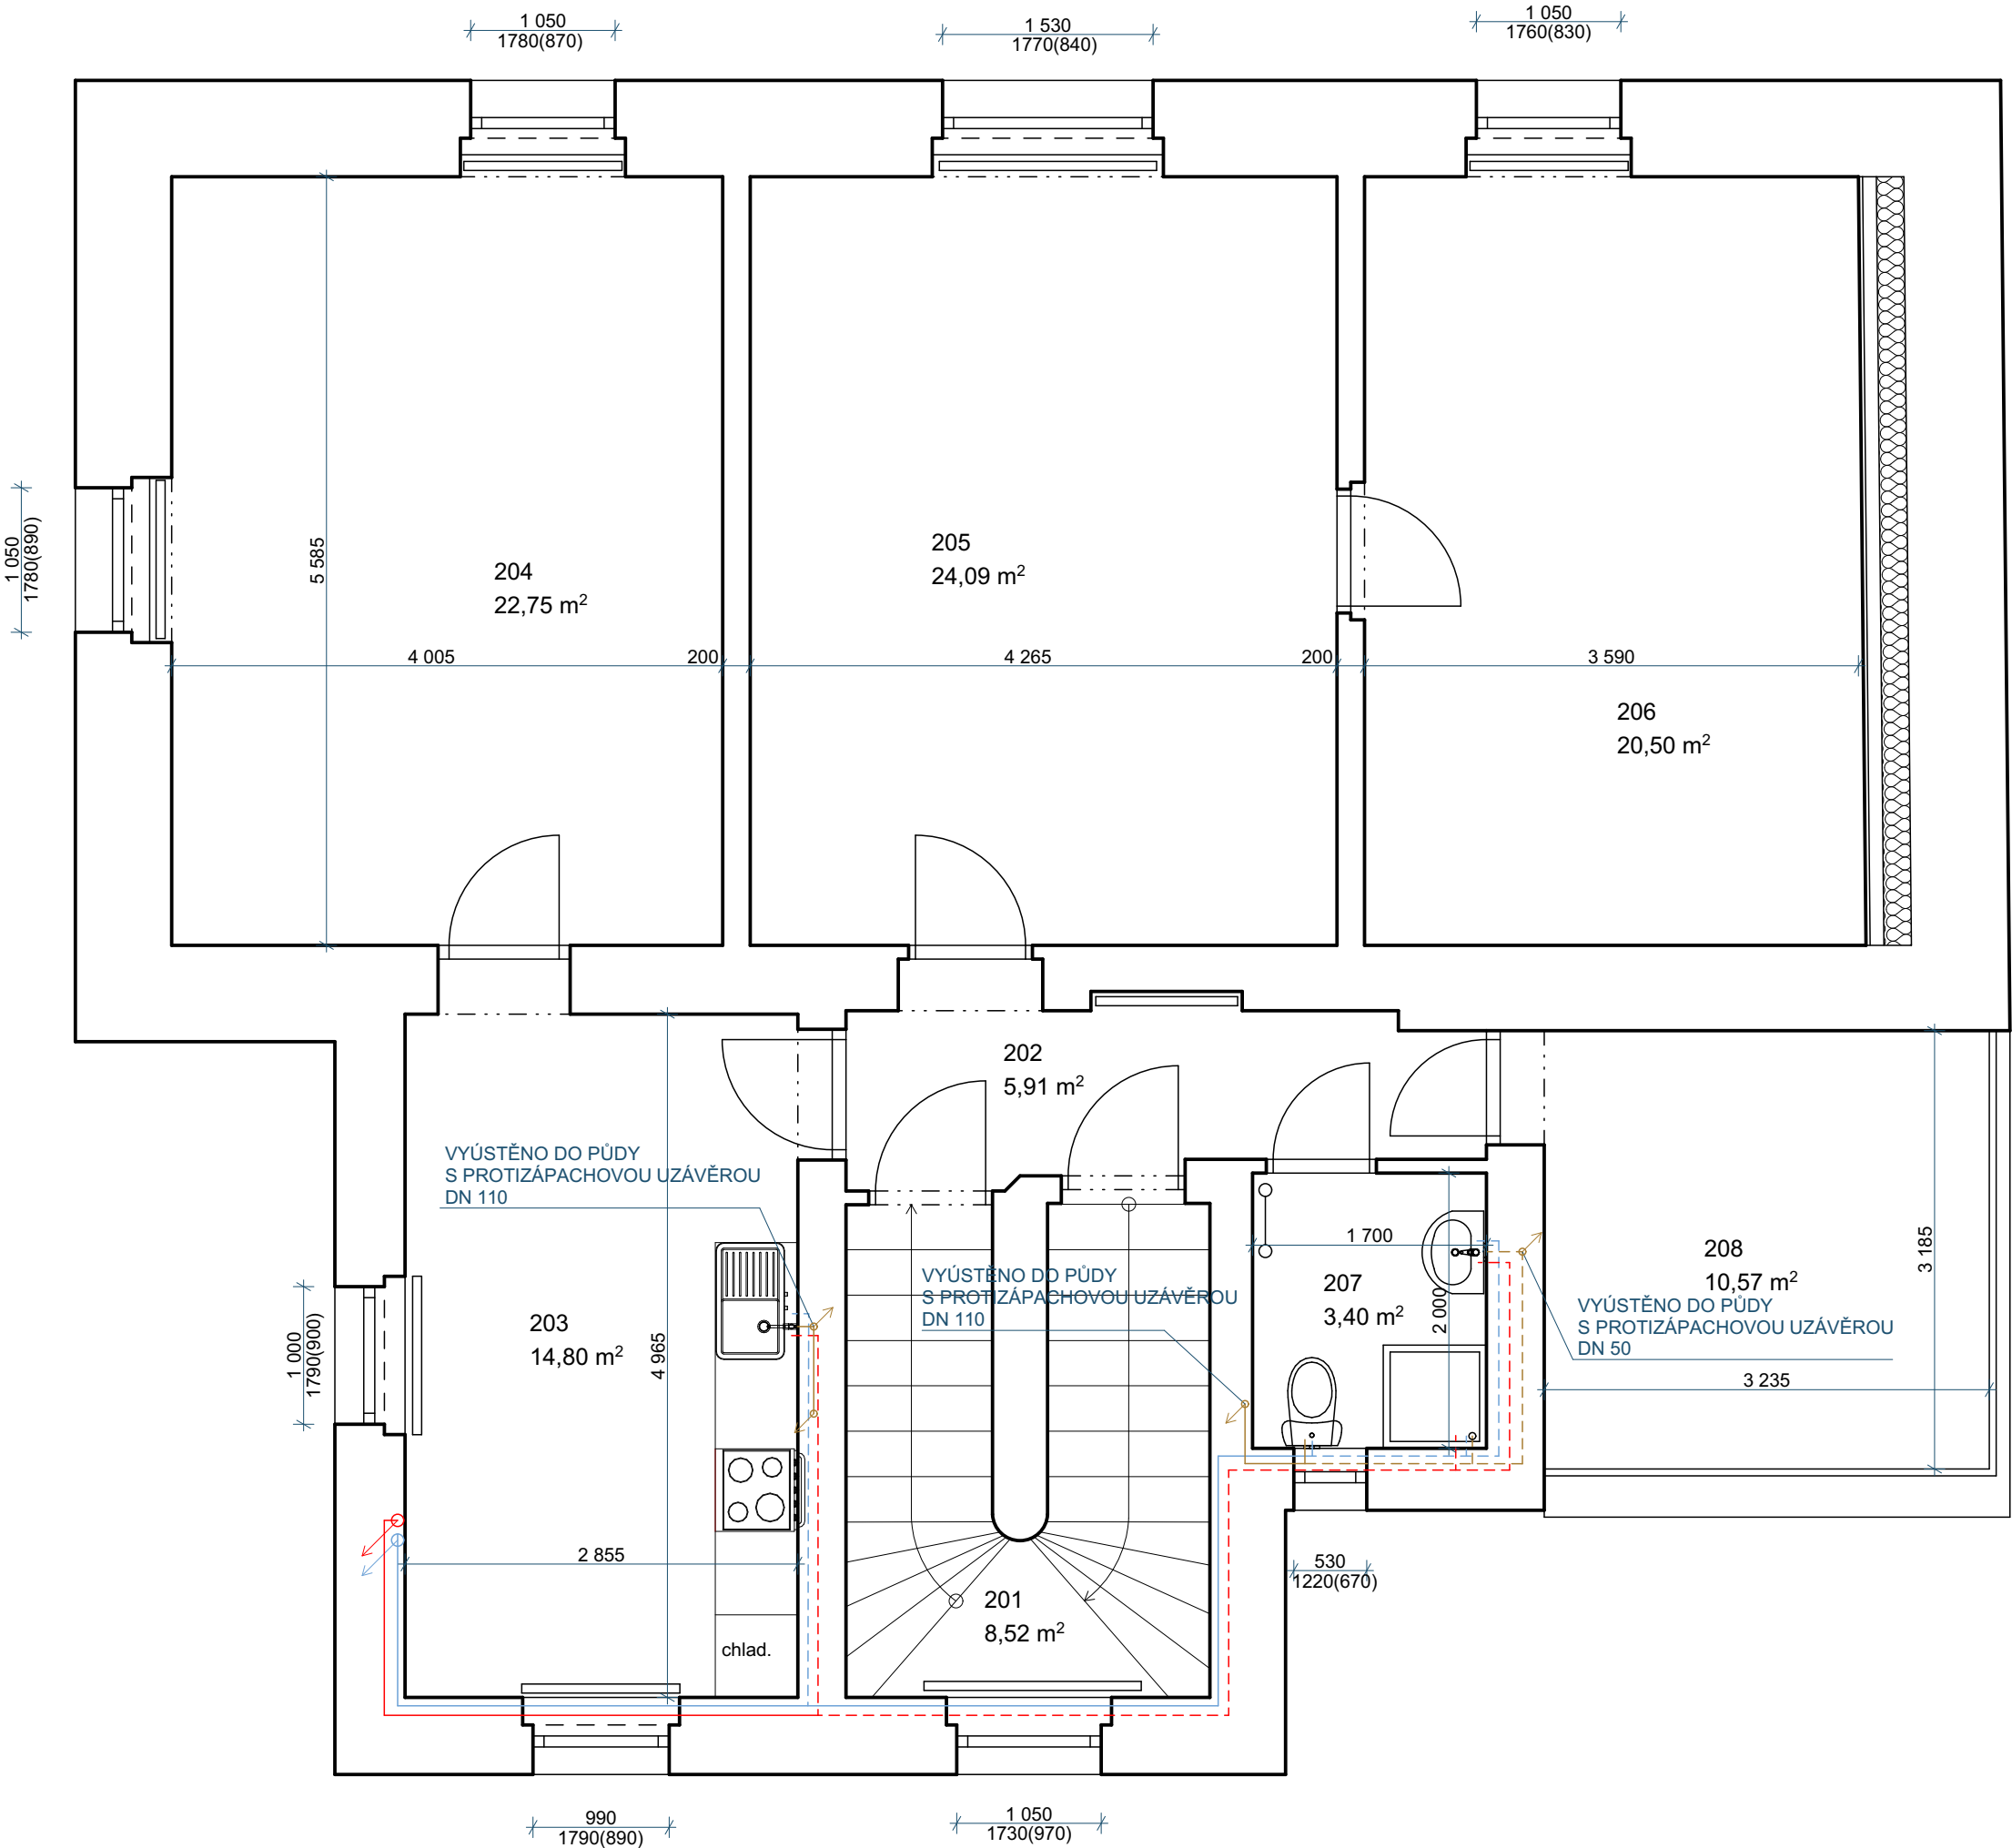 1 050
1780(870)
1 530
1770(840)
1 050
1760(830)
1 050
1780(890)
5 585
204
22,75 m²
205
24,09 m²
4 005
200
4 265
200
3 590
206
20,50 m²
202
5,91 m²
VYÚSTĚNO DO PŮDY
S PROTIZÁPACHOVOU UZÁVĚROU
DN 110
1 700
208
10,57 m²
3 185
VYÚSTĚNO DO PŮDY
S PROTIZÁPACHOVOU UZÁVĚROU
DN 110
207
3,40 m²
2 000
VYÚSTĚNO DO PŮDY
S PROTIZÁPACHOVOU UZÁVĚROU
DN 50
203
14,80 m²
4 965
1 000
1790(900)
3 235
2 855
530
1220(670)
201
8,52 m²
chlad.
990
1790(890)
1 050
1730(970)